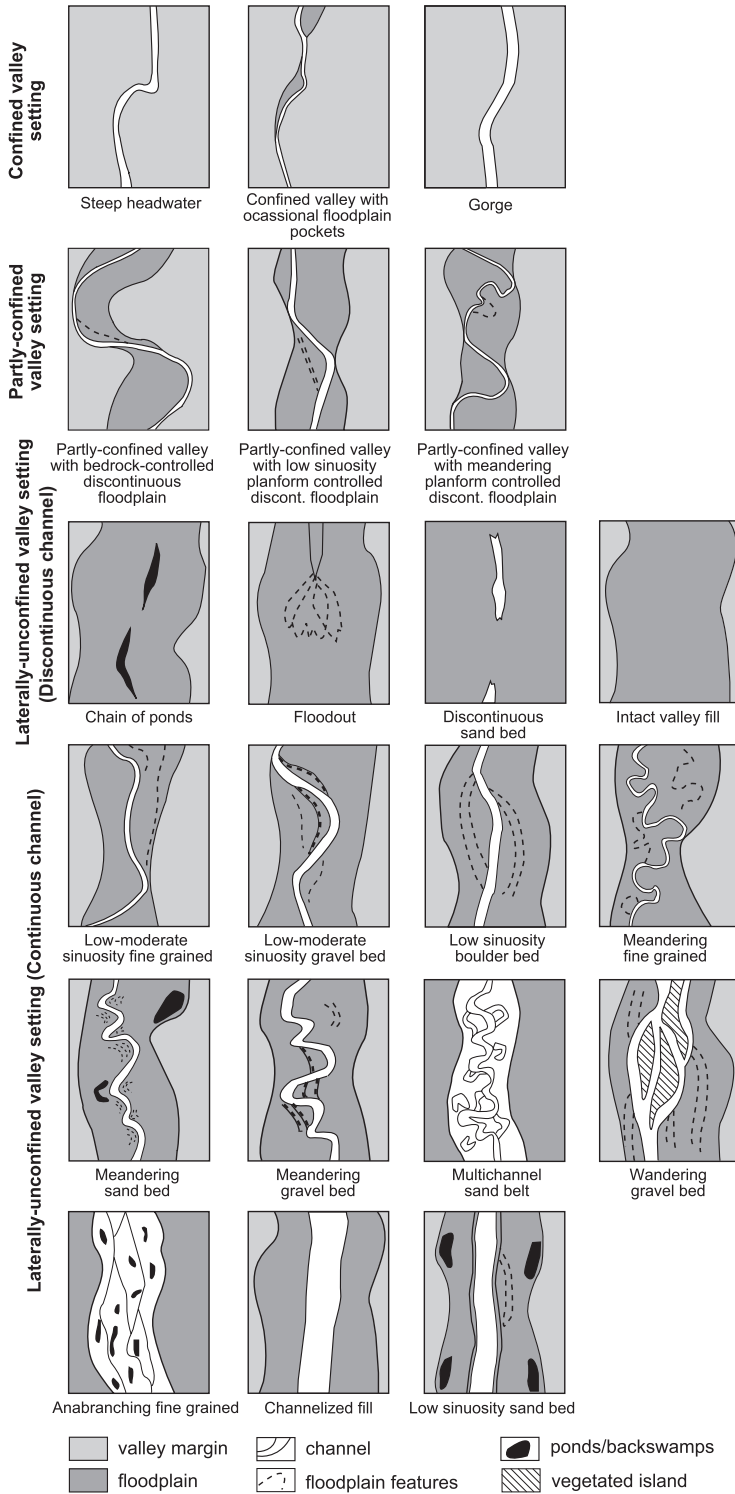 Confined valley
setting
Steep headwater
Confined valley with
ocassional floodplain
pockets
Gorge
Partly-confined
valley setting
Partly-confined valley
with bedrock-controlled
discontinuous
floodplain
Partly-confined valley
with low sinuosity
planform controlled
discont. floodplain
Partly-confined valley
with meandering
planform controlled
discont. floodplain
Laterally-unconfined valley setting
(Discontinuous channel)
Chain of ponds
Floodout
Discontinuous
sand bed
Intact valley fill
Laterally-unconfined valley setting (Continuous channel)
Low-moderate
sinuosity fine grained
Low-moderate
sinuosity gravel bed
Low sinuosity
boulder bed
Meandering
fine grained
Meandering
sand bed
Meandering
gravel bed
Multichannel
sand belt
Wandering
gravel bed
Anabranching fine grained
Channelized fill
Low sinuosity sand bed
valley margin
channel
ponds/backswamps
floodplain
floodplain features
vegetated island